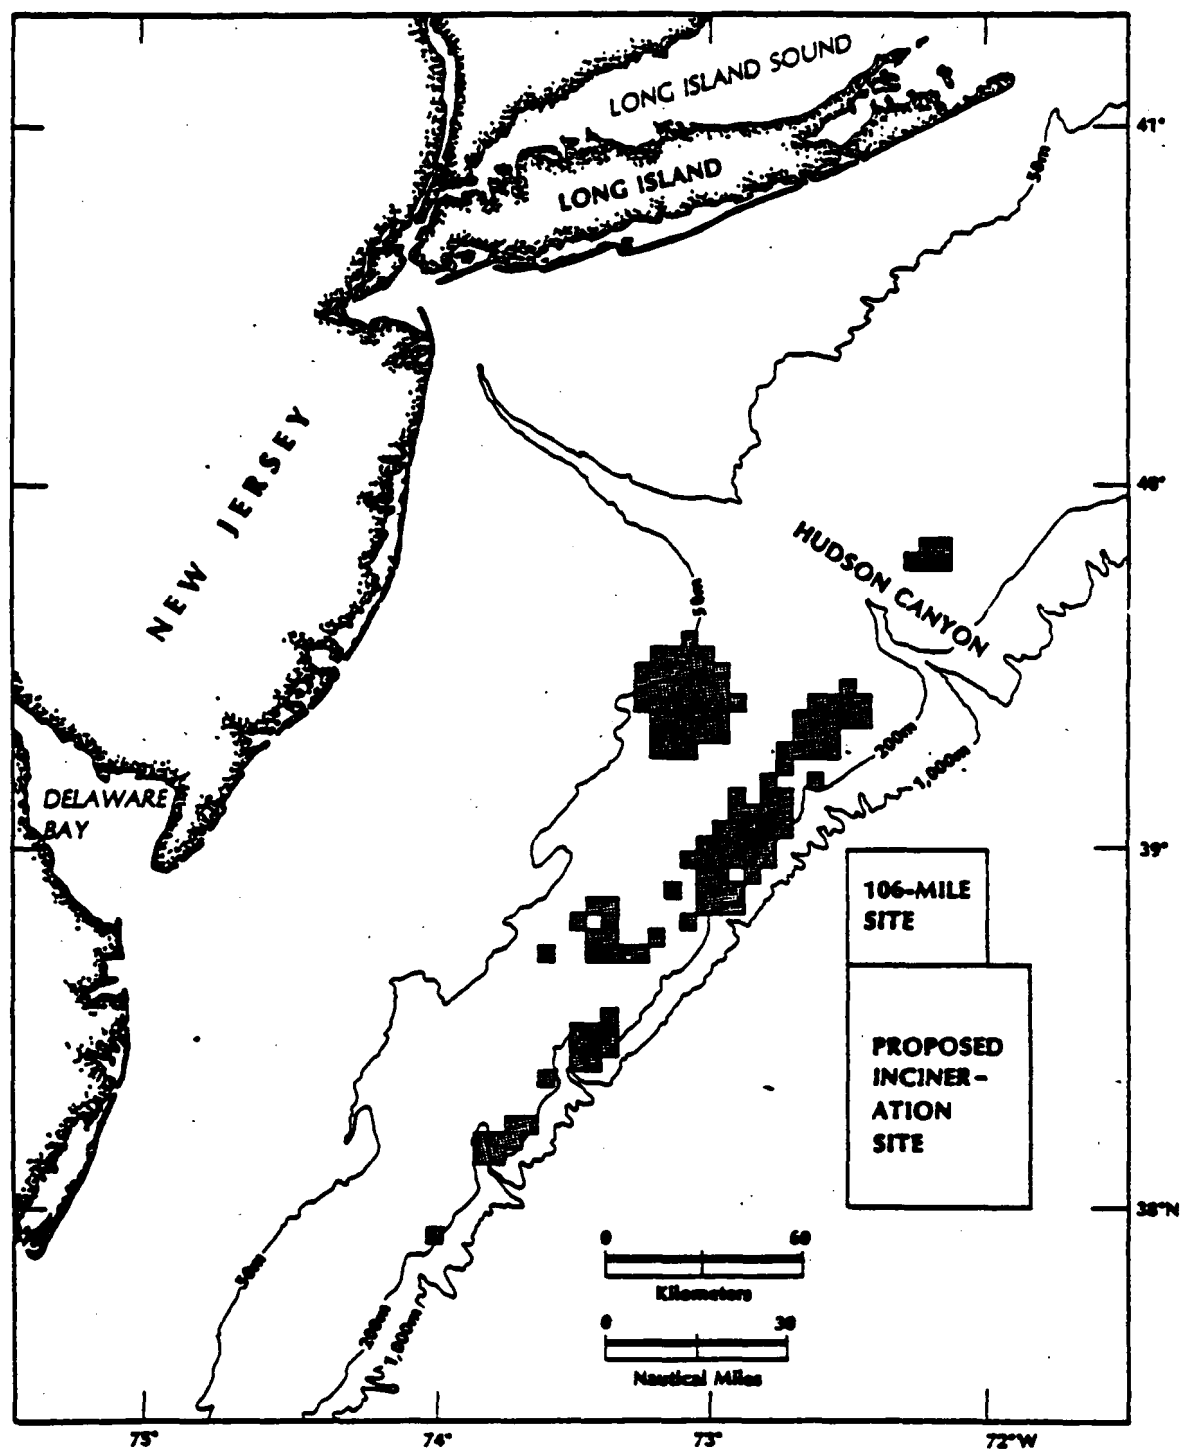 LONG ISLAND SOUND
41°
50m
LONG ISLAND
NEW JERSEY
40°
HUDSON CANYON
50m
200m
1,000m
DELAWARE
BAY
39°
106-MILE
SITE
PROPOSED
INCINER-
ATION
SITE
38°N
0 60
Kilometers
50m
200m
1,000m
0 30
Nautical Miles
75° 74° 73° 72°W